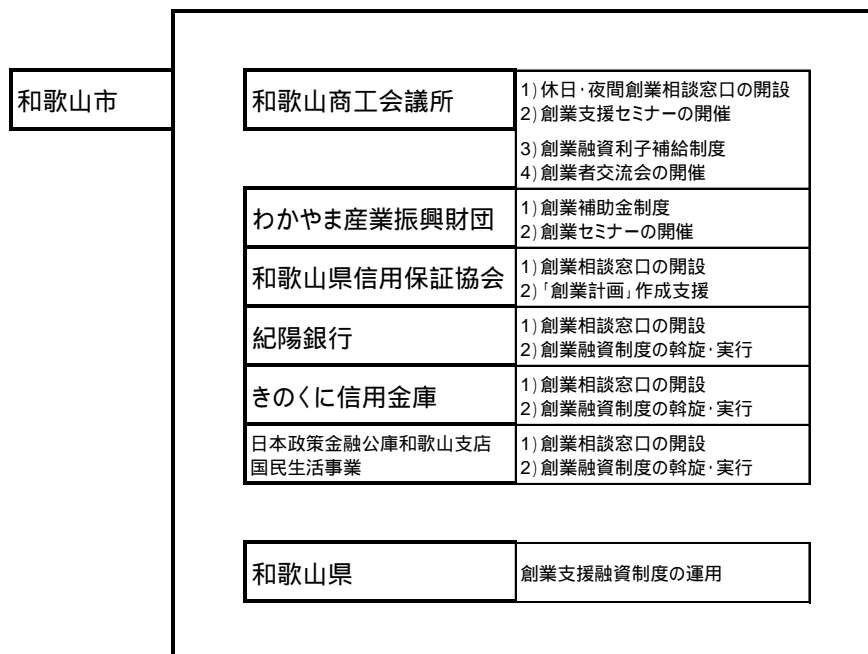 和歌山市
和歌山商工会議所
1)休日・夜間創業相談窓口の開設
2)創業支援セミナーの開催
3)創業融資利子補給制度
4)創業者交流会の開催
わかやま産業振興財団
1)創業補助金制度
2)創業セミナーの開催
和歌山県信用保証協会
1)創業相談窓口の開設
2)「創業計画」作成支援
紀陽銀行
1)創業相談窓口の開設
2)創業融資制度の斡旋・実行
きのくに信用金庫
1)創業相談窓口の開設
2)創業融資制度の斡旋・実行
日本政策金融公庫和歌山支店
国民生活事業
1)創業相談窓口の開設
2)創業融資制度の斡旋・実行
和歌山県
創業支援融資制度の運用